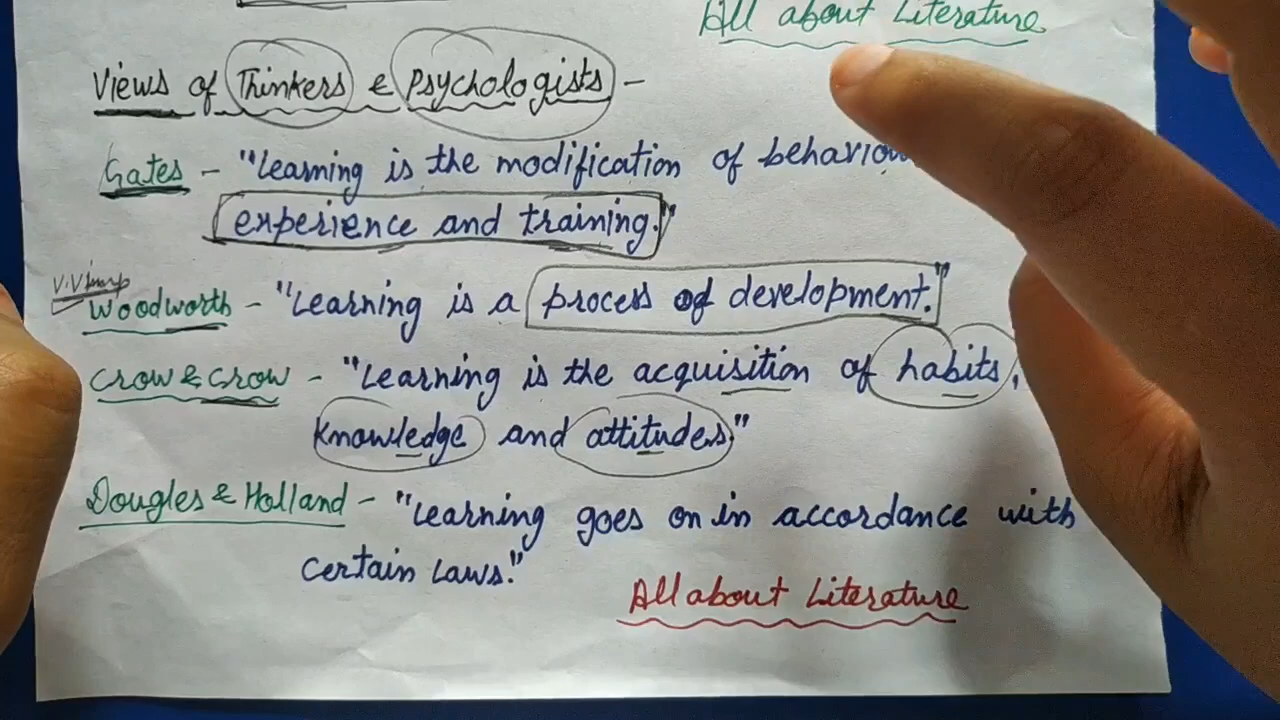 All about Literature
Views of Thinkers & Psychologists -
Gates - "Learning is the modification of
experience and training."
V.V.Imp
Woodworth - "Learning is a process of development."
Crow & Crow - "Learning is the acquisition of habits,
knowledge and attitudes."
Dougles & Holland - "Learning goes on in accordance with
certain Laws."
All about Literature